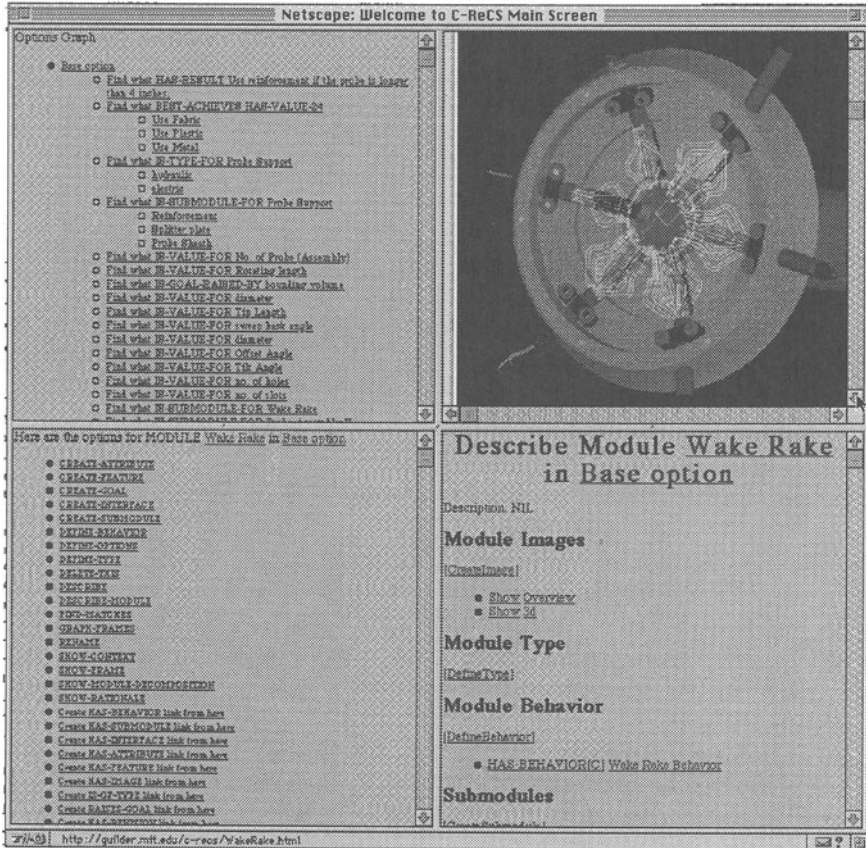 Netscape: Welcome to C-ReCS Main Screen
Options Graph
Base option
Find what HAS-RESULT Use reinforcement if the probe is longer
than 4 inches.
Find what BEST-ACHIEVES HAS-VALUE-24
Use Fabric
Use Plastic
Use Metal
Find what IS-TYPE-FOR Probe Support
hydraulic
electric
Find what IS-SUBMODULE-FOR Probe Support
Reinforcement
Splitter plate
Probe Sheath
Find what IS-VALUE-FOR No. of Probe (Assembly)
Find what IS-VALUE-FOR Rotating length
Find what IS-GOAL-RAISED-BY bounding volume
Find what IS-VALUE-FOR diameter
Find what IS-VALUE-FOR Tip Length
Find what IS-VALUE-FOR sweep back angle
Find what IS-VALUE-FOR diameter
Find what IS-VALUE-FOR Offset Angle
Find what IS-VALUE-FOR Tilt Angle
Find what IS-VALUE-FOR no. of holes
Find what IS-VALUE-FOR no. of slots
Find what IS-SUBMODULE-FOR Wake Rake
Here are the options for MODULE Wake Rake in Base option
CREATE-ATTRIBUTE
CREATE-FEATURE
CREATE-GOAL
CREATE-INTERFACE
CREATE-SUBMODULE
DEFINE-BEHAVIOR
DEFINE-OPTIONS
DEFINE-TYPE
DELETE-THIS
DESCRIBE
DESCRIBE-MODULE
FIND-MATCHES
GRAPH-FRAMES
RENAME
SHOW-CONTEXT
SHOW-FRAME
SHOW-MODULE-DECOMPOSITION
SHOW-RATIONALE
Create HAS-BEHAVIOR link from here
Create HAS-SUBMODULE link from here
Create HAS-INTERFACE link from here
Create HAS-ATTRIBUTE link from here
Create HAS-FEATURE link from here
Create HAS-IMAGE link from here
Create IS-OF-TYPE link from here
Create RAISES-GOAL link from here
Describe Module Wake Rake
in Base option
Description: NIL
Module Images
[CreateImage]
Show Overview
Show 3d
Module Type
[DefineType]
Module Behavior
[DefineBehavior]
HAS-BEHAVIOR[C] Wake Rake Behavior
Submodules
[CreateSubmodule]
http://guilder.mit.edu/c-recs/WakeRake.html
?